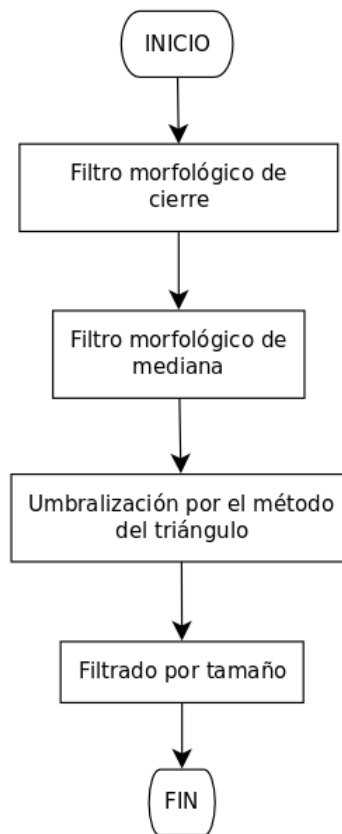 INICIO
Filtro morfológico de
cierre
Filtro morfológico de
mediana
Umbralización por el método
del triángulo
Filtrado por tamaño
FIN